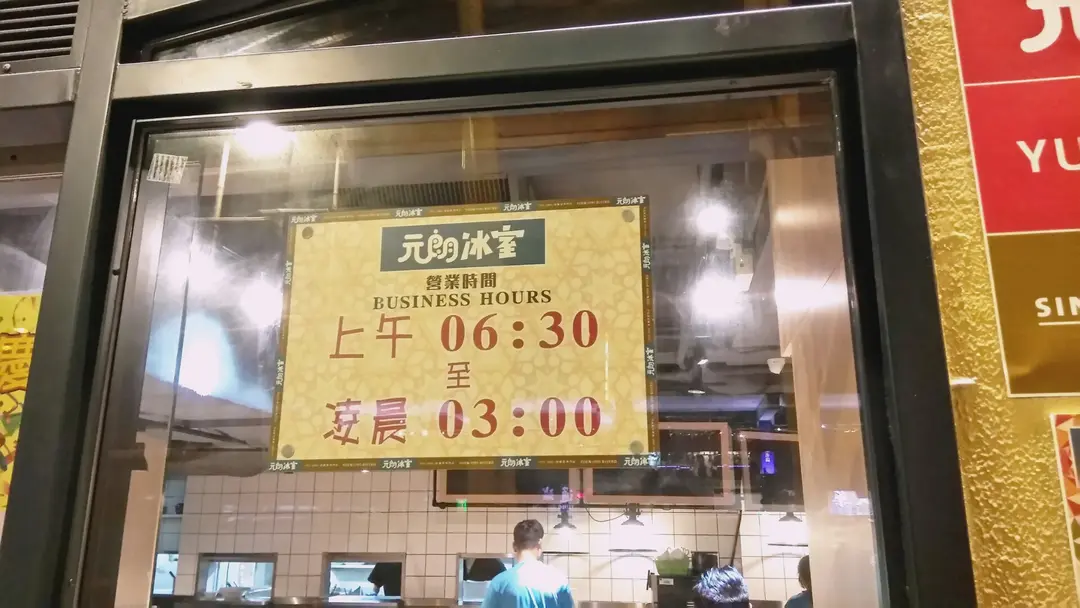 元朗冰室
營業時間
BUSINESS HOURS
上午 06:30
至
凌晨 03:00
元
YU
SIN